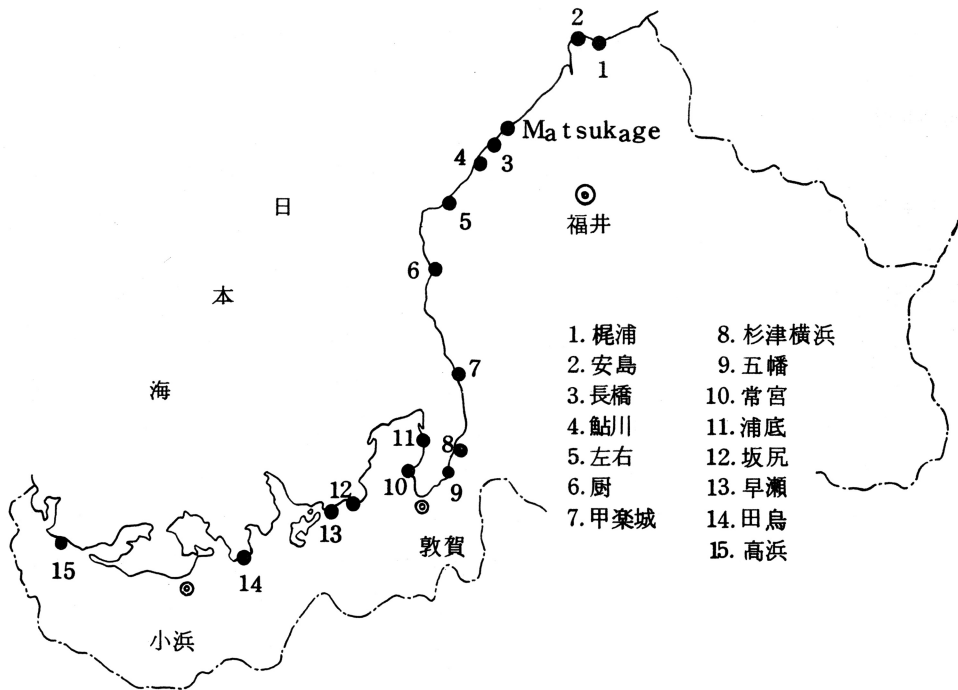 2
1
Matsukage
3
4
5
福井
日本海
6
1. 梶浦
2. 安島
3. 長橋
4. 鮎川
5. 左右
6. 厨
7. 甲楽城
8. 杉津横浜
9. 五幡
10. 常宮
11. 浦底
12. 坂尻
13. 早瀬
14. 田烏
15. 高浜
7
8
9
10
11
12
13
敦賀
14
15
小浜